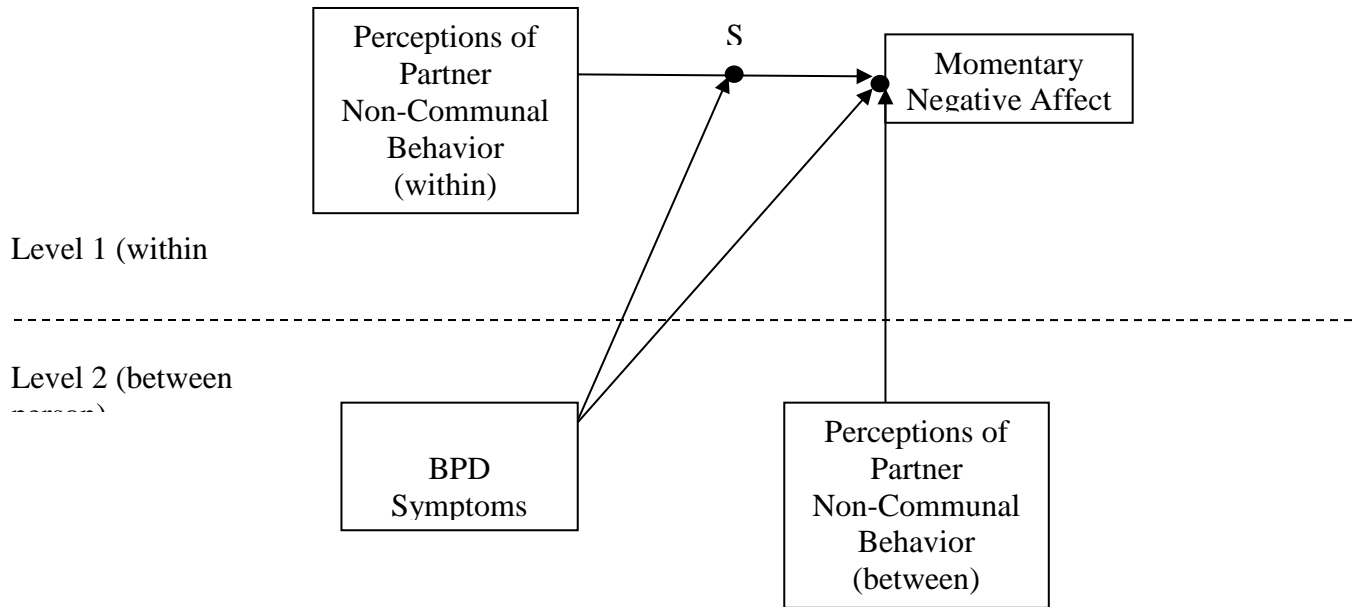 Perceptions of
Partner
Non-Communal
Behavior
(within)
S
Momentary
Negative Affect
Level 1 (within
Level 2 (between
person)
BPD
Symptoms
Perceptions of
Partner
Non-Communal
Behavior
(between)